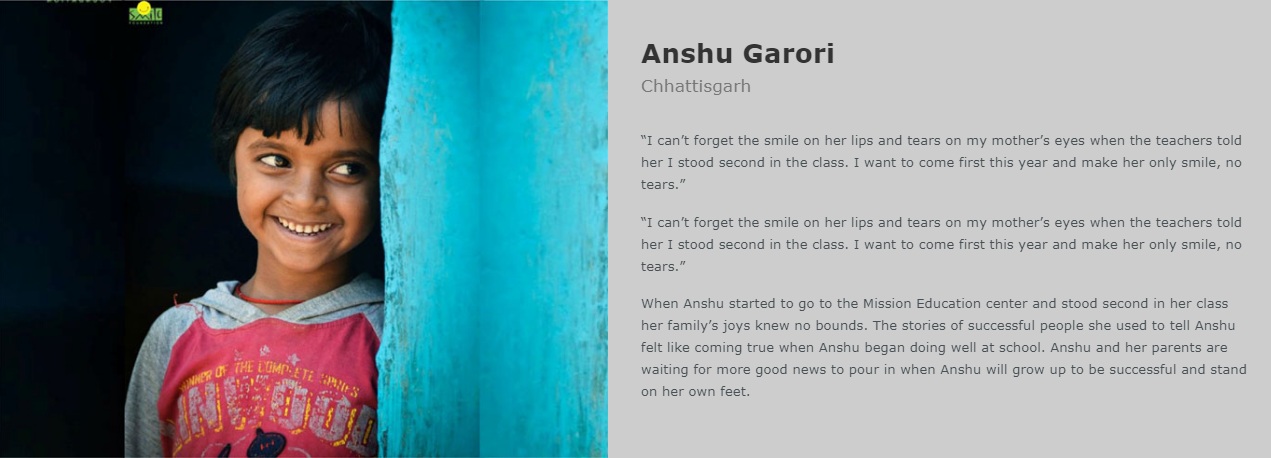 Smile
FOUNDATION
Anshu Garori
Chhattisgarh
“I can’t forget the smile on her lips and tears on my mother’s eyes when the teachers told
her I stood second in the class. I want to come first this year and make her only smile, no
tears.”
“I can’t forget the smile on her lips and tears on my mother’s eyes when the teachers told
her I stood second in the class. I want to come first this year and make her only smile, no
tears.”
When Anshu started to go to the Mission Education center and stood second in her class
her family’s joys knew no bounds. The stories of successful people she used to tell Anshu
felt like coming true when Anshu began doing well at school. Anshu and her parents are
waiting for more good news to pour in when Anshu will grow up to be successful and stand
on her own feet.
OF THE COMPLETE